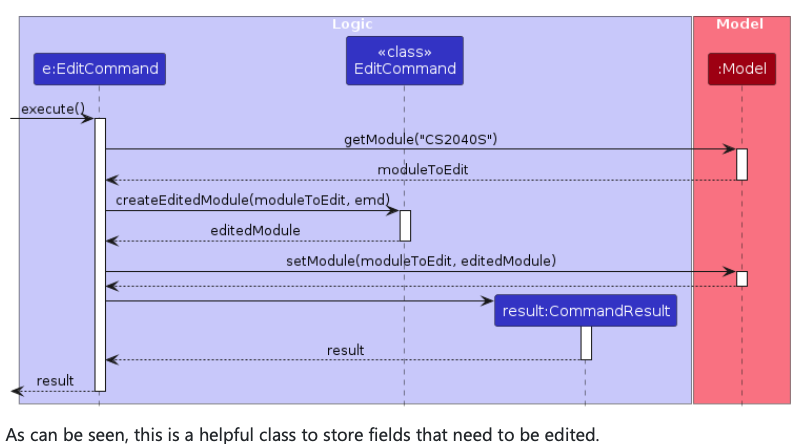 Logic
Model
e:EditCommand
«class»
EditCommand
:Model
execute()
getModule("CS2040S")
moduleToEdit
createEditedModule(moduleToEdit, emd)
editedModule
setModule(moduleToEdit, editedModule)
result:CommandResult
result
result
As can be seen, this is a helpful class to store fields that need to be edited.